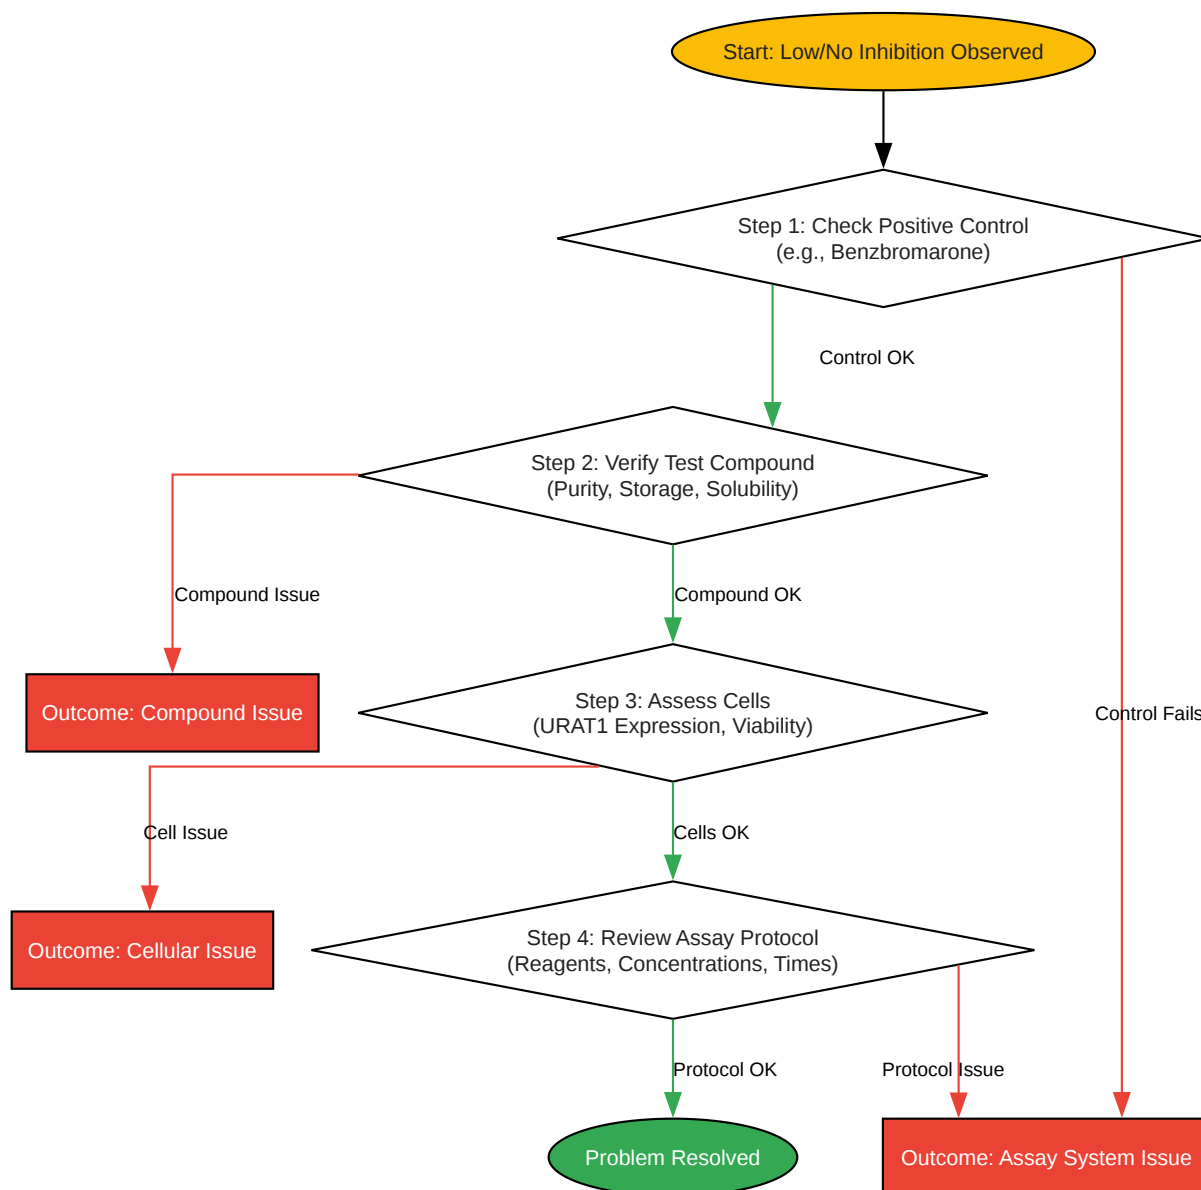 Start: Low/No Inhibition Observed
Step 1: Check Positive Control
(e.g., Benzbromarone)
Control OK
Step 2: Verify Test Compound
(Purity, Storage, Solubility)
Compound Issue
Compound OK
Outcome: Compound Issue
Step 3: Assess Cells
(URAT1 Expression, Viability)
Control Fails
Cell Issue
Cells OK
Outcome: Cellular Issue
Step 4: Review Assay Protocol
(Reagents, Concentrations, Times)
Protocol OK
Protocol Issue
Problem Resolved
Outcome: Assay System Issue